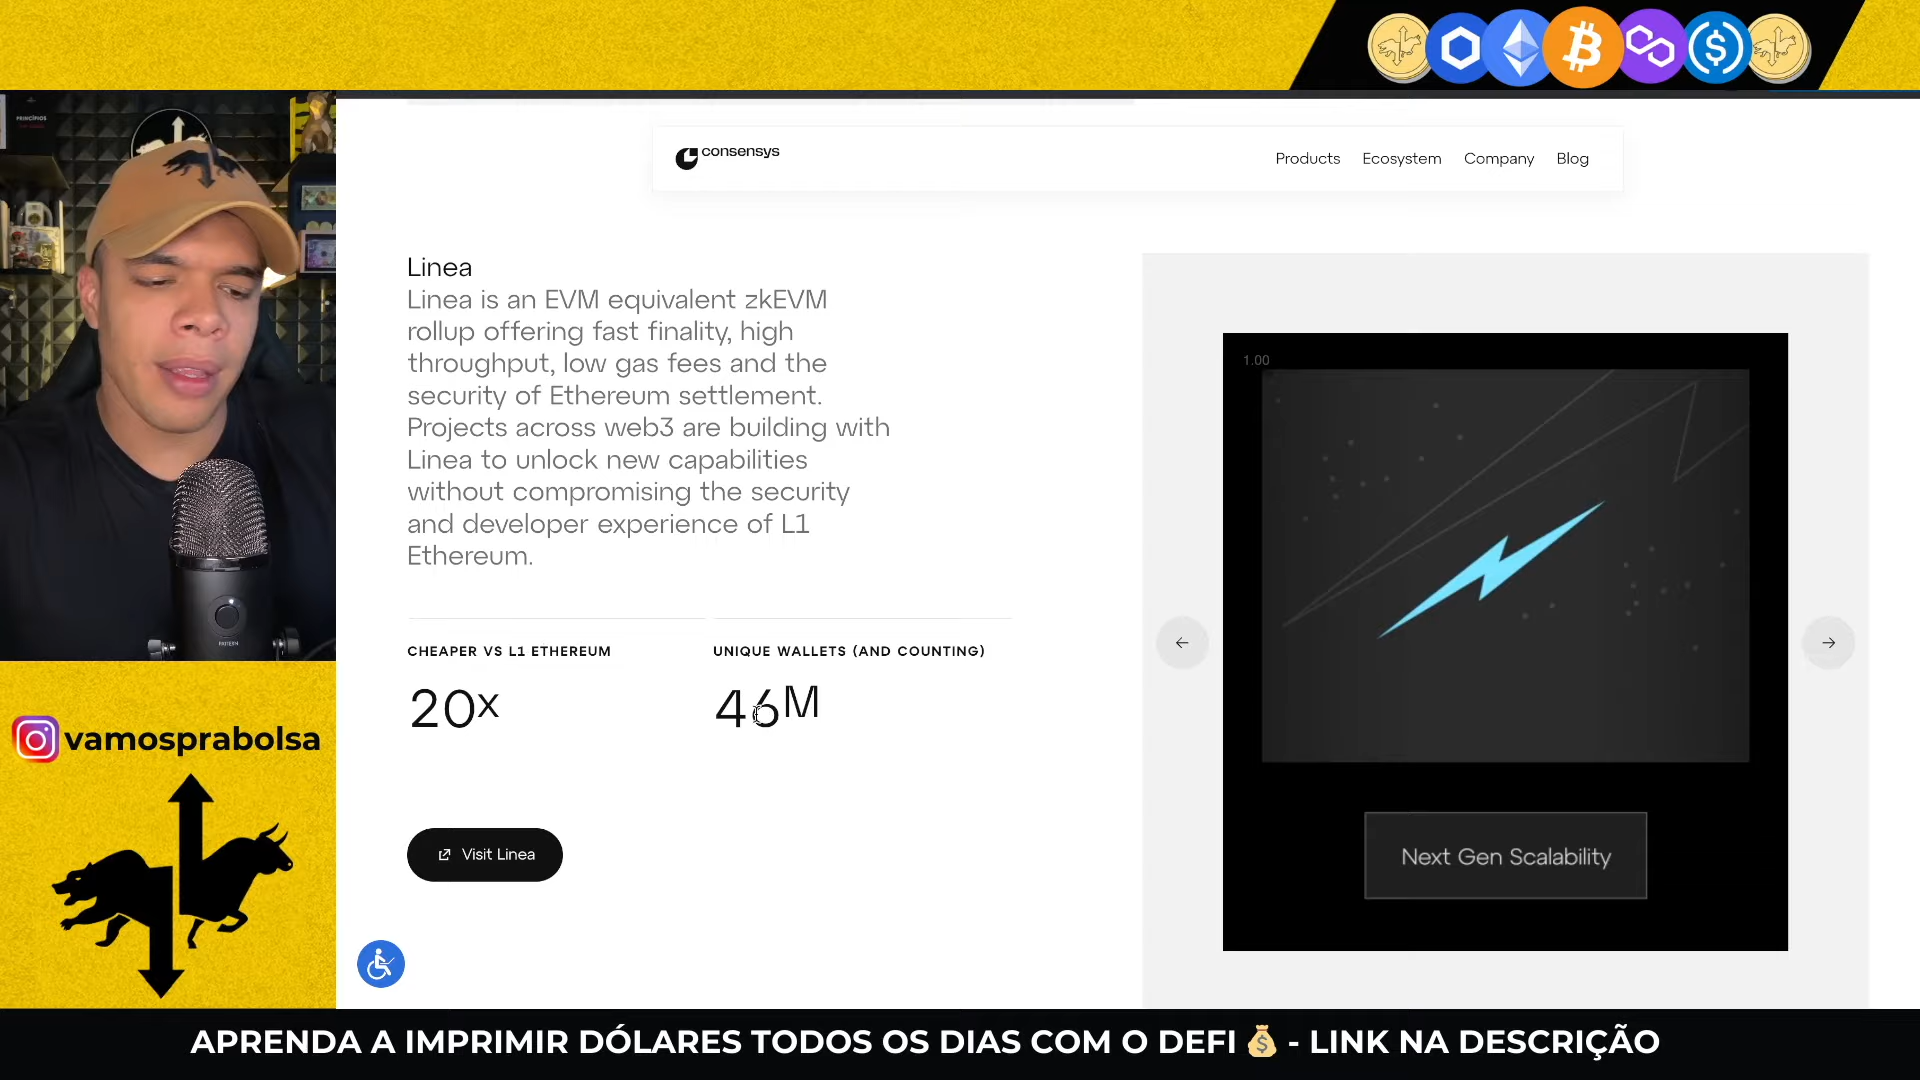 PRINCÍPIOS
consensys
Products Ecosystem Company Blog
Linea
Linea is an EVM equivalent zkEVM
rollup offering fast finality, high
throughput, low gas fees and the
security of Ethereum settlement.
Projects across web3 are building with
Linea to unlock new capabilities
without compromising the security
and developer experience of L1
Ethereum.
CHEAPER VS L1 ETHEREUM
20x
UNIQUE WALLETS (AND COUNTING)
46M
Visit Linea
1.00
Next Gen Scalability
vamosprabolsa
APRENDA A IMPRIMIR DÓLARES TODOS OS DIAS COM O DEFI 💰 - LINK NA DESCRIÇÃO